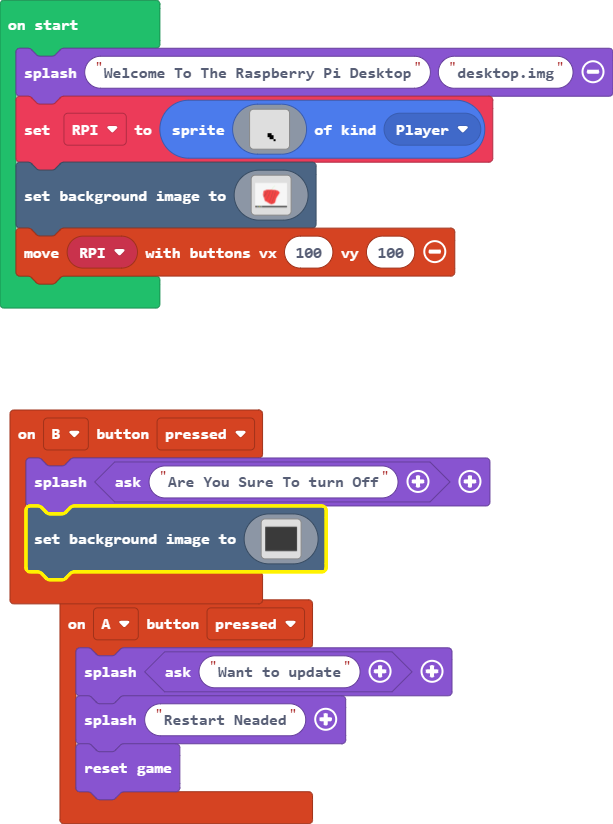 on start
splash "Welcome To The Raspberry Pi Desktop" "desktop.img"
set RPI to sprite of kind Player
set background image to
move RPI with buttons vx 100 vy 100
on B button pressed
splash ask "Are You Sure To turn Off"
set background image to
on A button pressed
splash ask "Want to update"
splash "Restart Neaded"
reset game